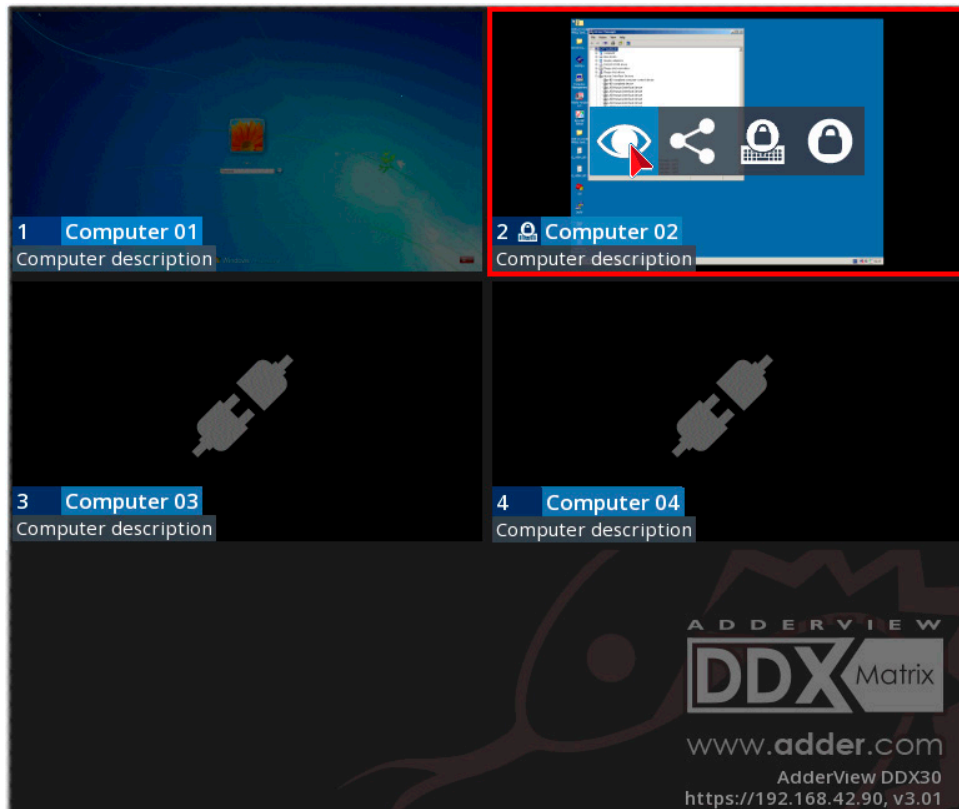 1 Computer 01
Computer description
2 Computer 02
Computer description
3 Computer 03
Computer description
4 Computer 04
Computer description
ADDERVIEW
DDX Matrix
www.adder.com
AdderView DDX30
https://192.168.42.90, v3.01